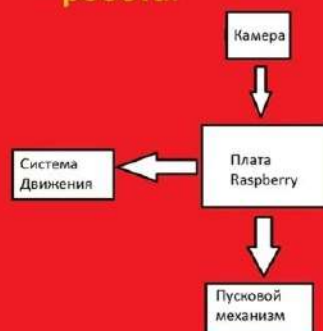 Камера
Плата
Raspberry
Система
Движения
Пусковой
механизм